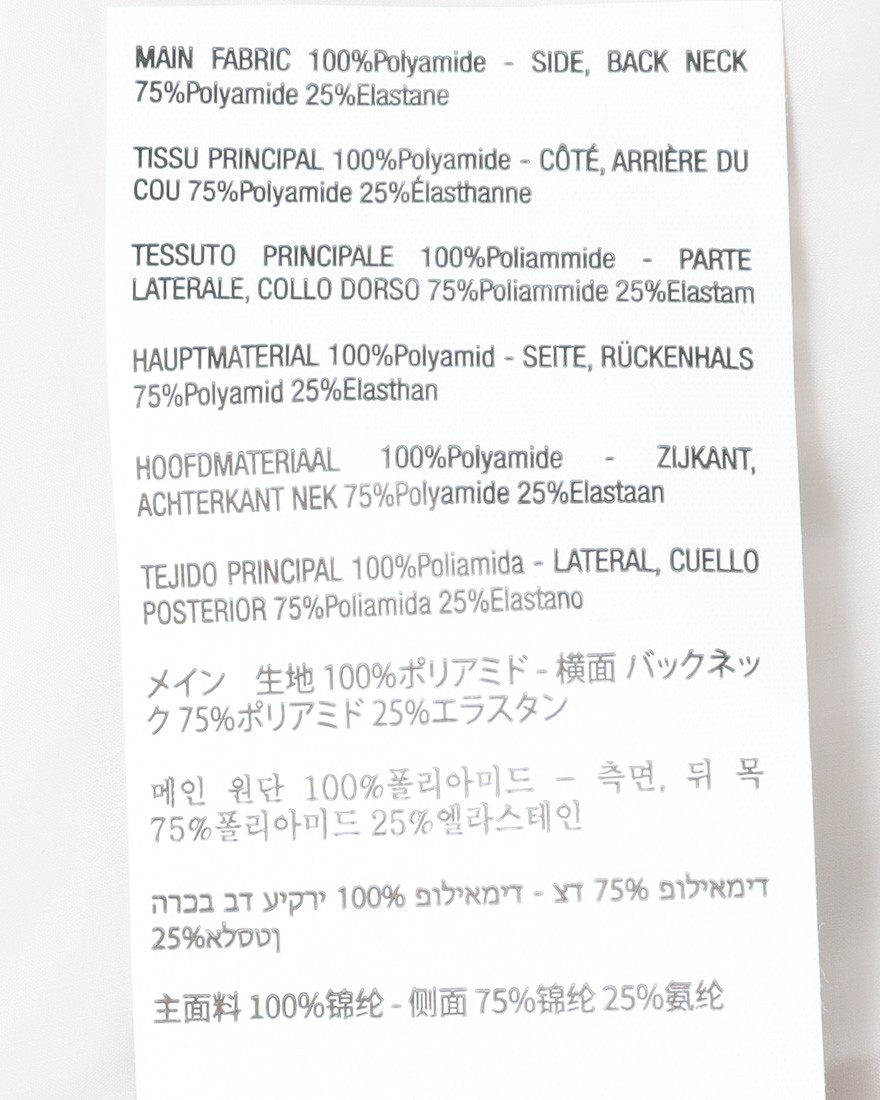 MAIN FABRIC 100%Polyamide - SIDE, BACK NECK
75%Polyamide 25%Elastane
TISSU PRINCIPAL 100%Polyamide - CÔTÉ, ARRIÈRE DU
COU 75%Polyamide 25%Élasthanne
TESSUTO PRINCIPALE 100%Poliammide - PARTE
LATERALE, COLLO DORSO 75%Poliammide 25%Elastam
HAUPTMATERIAL 100%Polyamid - SEITE, RÜCKENHALS
75%Polyamid 25%Elasthan
HOOFDMATERIAAL 100%Polyamide - ZIJKANT,
ACHTERKANT NEK 75%Polyamide 25%Elastaan
TEJIDO PRINCIPAL 100%Poliamida - LATERAL, CUELLO
POSTERIOR 75%Poliamida 25%Elastano
メイン 生地 100%ポリアミド - 横面 バックネッ
ク 75%ポリアミド 25%エラスタン
메인 원단 100%폴리아미드 – 측면, 뒤 목
75%폴리아미드 25%엘라스테인
הרכב בד עיקרי 100% פוליאמיד - צד 75% פוליאמיד
25%אלסטן
主面料 100%锦纶 - 侧面 75%锦纶 25%氨纶